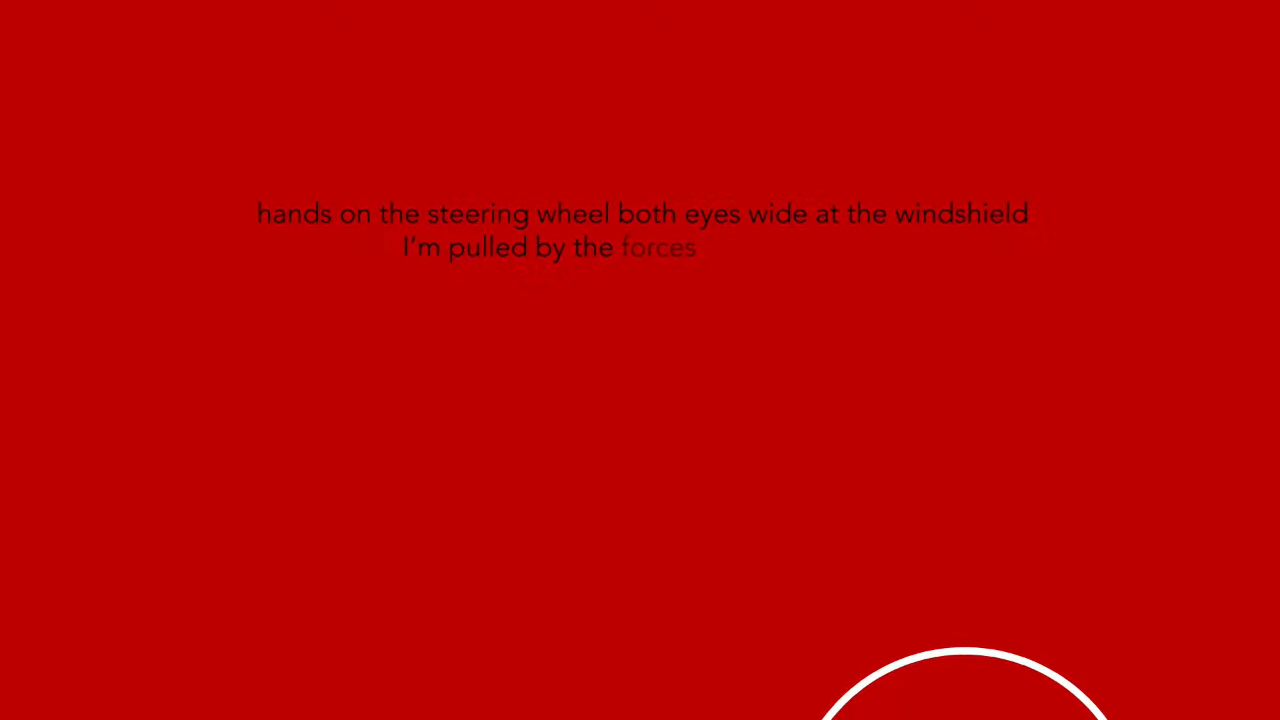 hands on the steering wheel both eyes wide at the windshield
I'm pulled by the forces